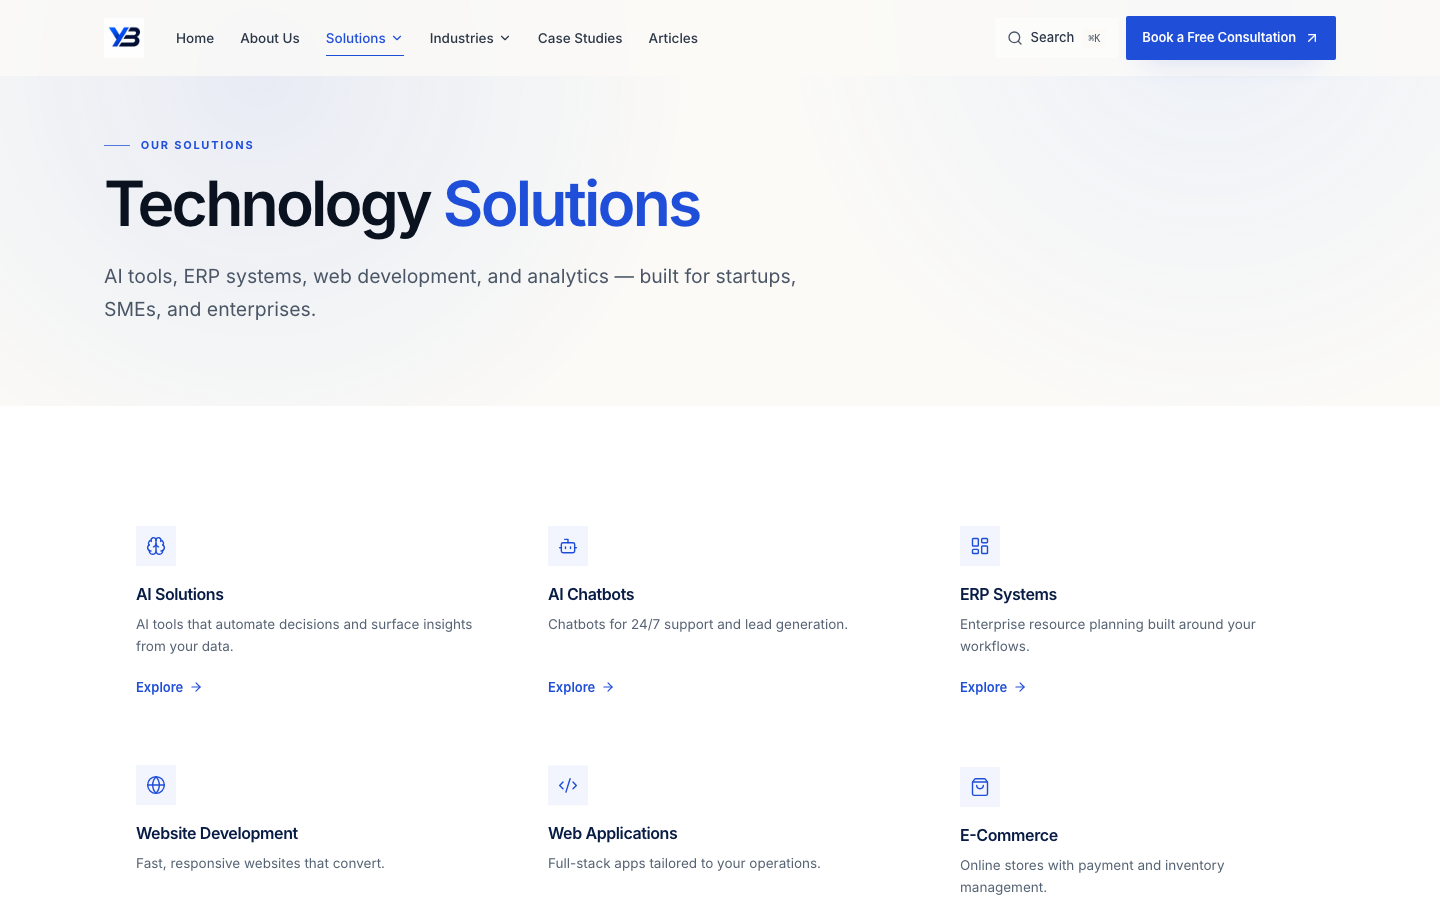 YB
Home
About Us
Solutions
Industries
Case Studies
Articles
Search
⌘K
Book a Free Consultation
OUR SOLUTIONS
Technology Solutions
AI tools, ERP systems, web development, and analytics — built for startups,
SMEs, and enterprises.
AI Solutions
AI tools that automate decisions and surface insights
from your data.
Explore
AI Chatbots
Chatbots for 24/7 support and lead generation.
Explore
ERP Systems
Enterprise resource planning built around your
workflows.
Explore
Website Development
Fast, responsive websites that convert.
Web Applications
Full-stack apps tailored to your operations.
E-Commerce
Online stores with payment and inventory
management.